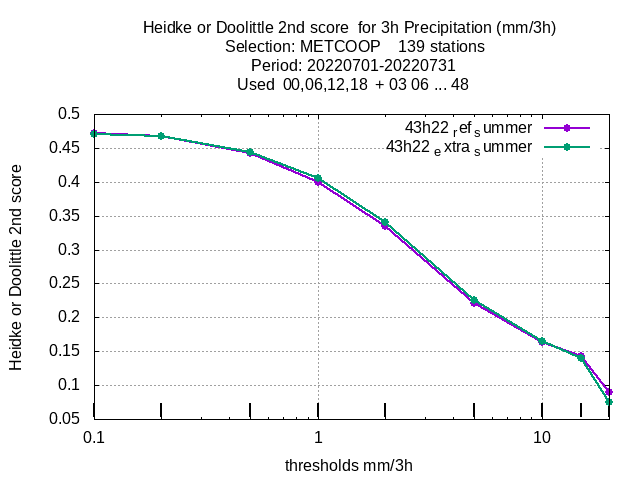 Heidke or Doolittle 2nd score  for 3h Precipitation (mm/3h)
Selection: METCOOP    139 stations
Period: 20220701-20220731
Used  00,06,12,18  + 03 06 ... 48
43h22 ref summer
43h22 extra summer
0.5
0.45
0.4
0.35
0.3
0.25
0.2
0.15
0.1
0.05
Heidke or Doolittle 2nd score
0.1 1 10
thresholds mm/3h